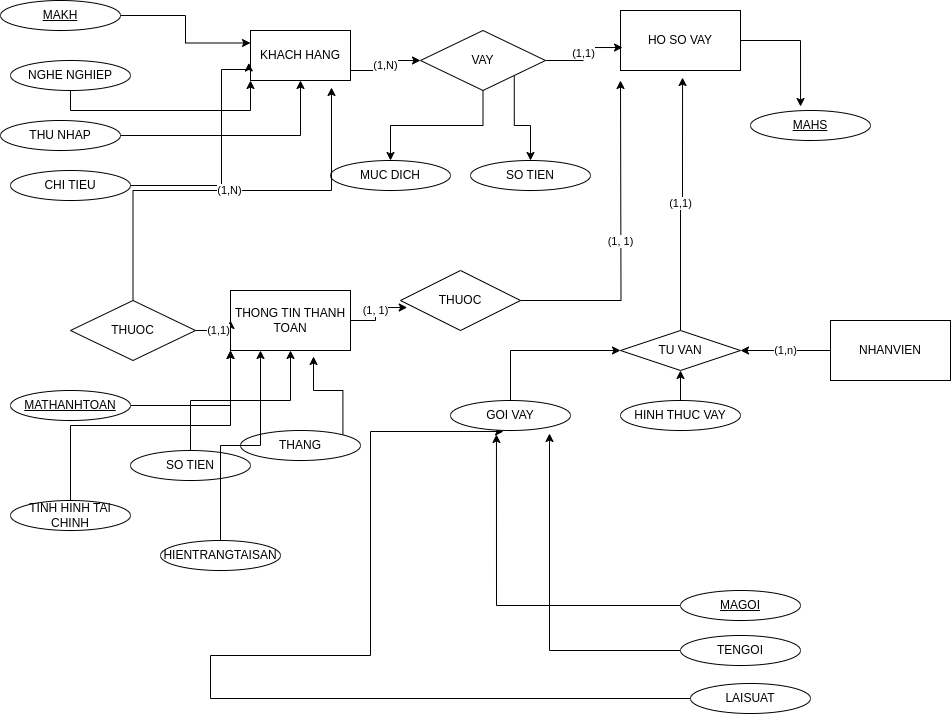 MAKH
KHACH HANG
HO SO VAY
(1,N)
VAY
(1,1)
NGHE NGHIEP
THU NHAP
MAHS
CHI TIEU
(1,N)
MUC DICH
SO TIEN
(1,1)
(1, 1)
THUOC
(1,1)
THONG TIN THANH
TOAN
(1, 1)
THUOC
TU VAN
(1,n)
NHANVIEN
MATHANHTOAN
GOI VAY
HINH THUC VAY
THANG
SO TIEN
TINH HINH TAI
CHINH
HIENTRANGTAISAN
MAGOI
TENGOI
LAISUAT